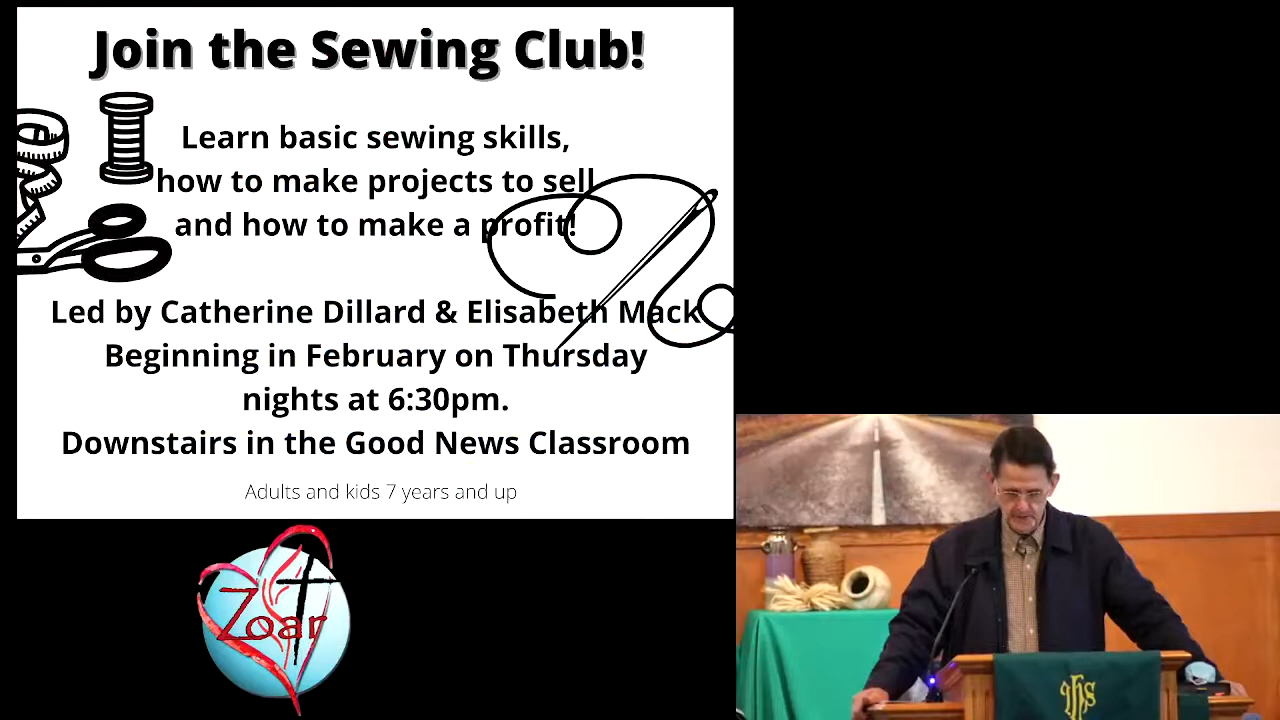 Join the Sewing Club!
Learn basic sewing skills,
how to make projects to sell
and how to make a profit!
Led by Catherine Dillard & Elisabeth Mack
Beginning in February on Thursday
nights at 6:30pm.
Downstairs in the Good News Classroom
Adults and kids 7 years and up
Zoar
IHS